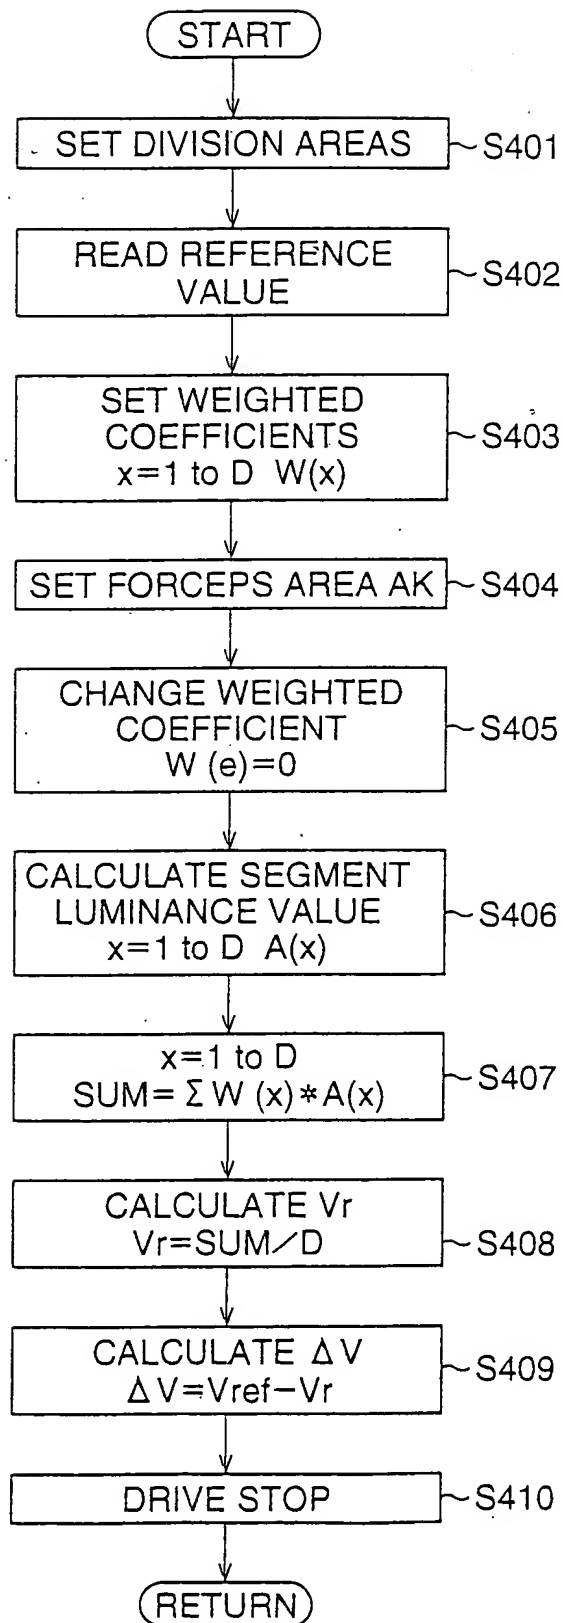 START
SET DIVISION AREAS
S401
READ REFERENCE
VALUE
S402
SET WEIGHTED
COEFFICIENTS
x=1 to D W(x)
S403
SET FORCEPS AREA AK
S404
CHANGE WEIGHTED
COEFFICIENT
W (e)=0
S405
CALCULATE SEGMENT
LUMINANCE VALUE
x=1 to D A(x)
S406
x=1 to D
SUM=ΣW (x)*A(x)
S407
CALCULATE Vr
Vr=SUM/D
S408
CALCULATE ΔV
ΔV=Vref-Vr
S409
DRIVE STOP
S410
RETURN